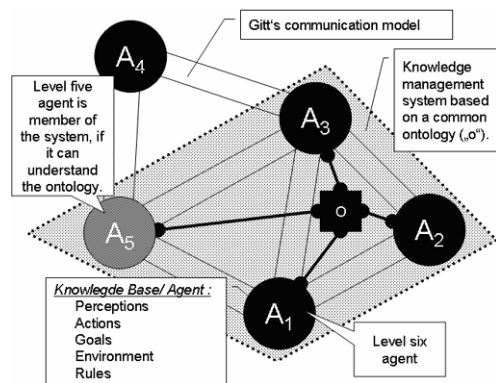 Gitt's communication model
A4
Level five
agent is
member of
the system, if
it can
understand
the ontology.
A3
Knowledge
management
system based
on a common
ontology („o“).
o
A5
A2
Knowlegde Base/ Agent :
Perceptions
Actions
Goals
Environment
Rules
A1
Level six
agent